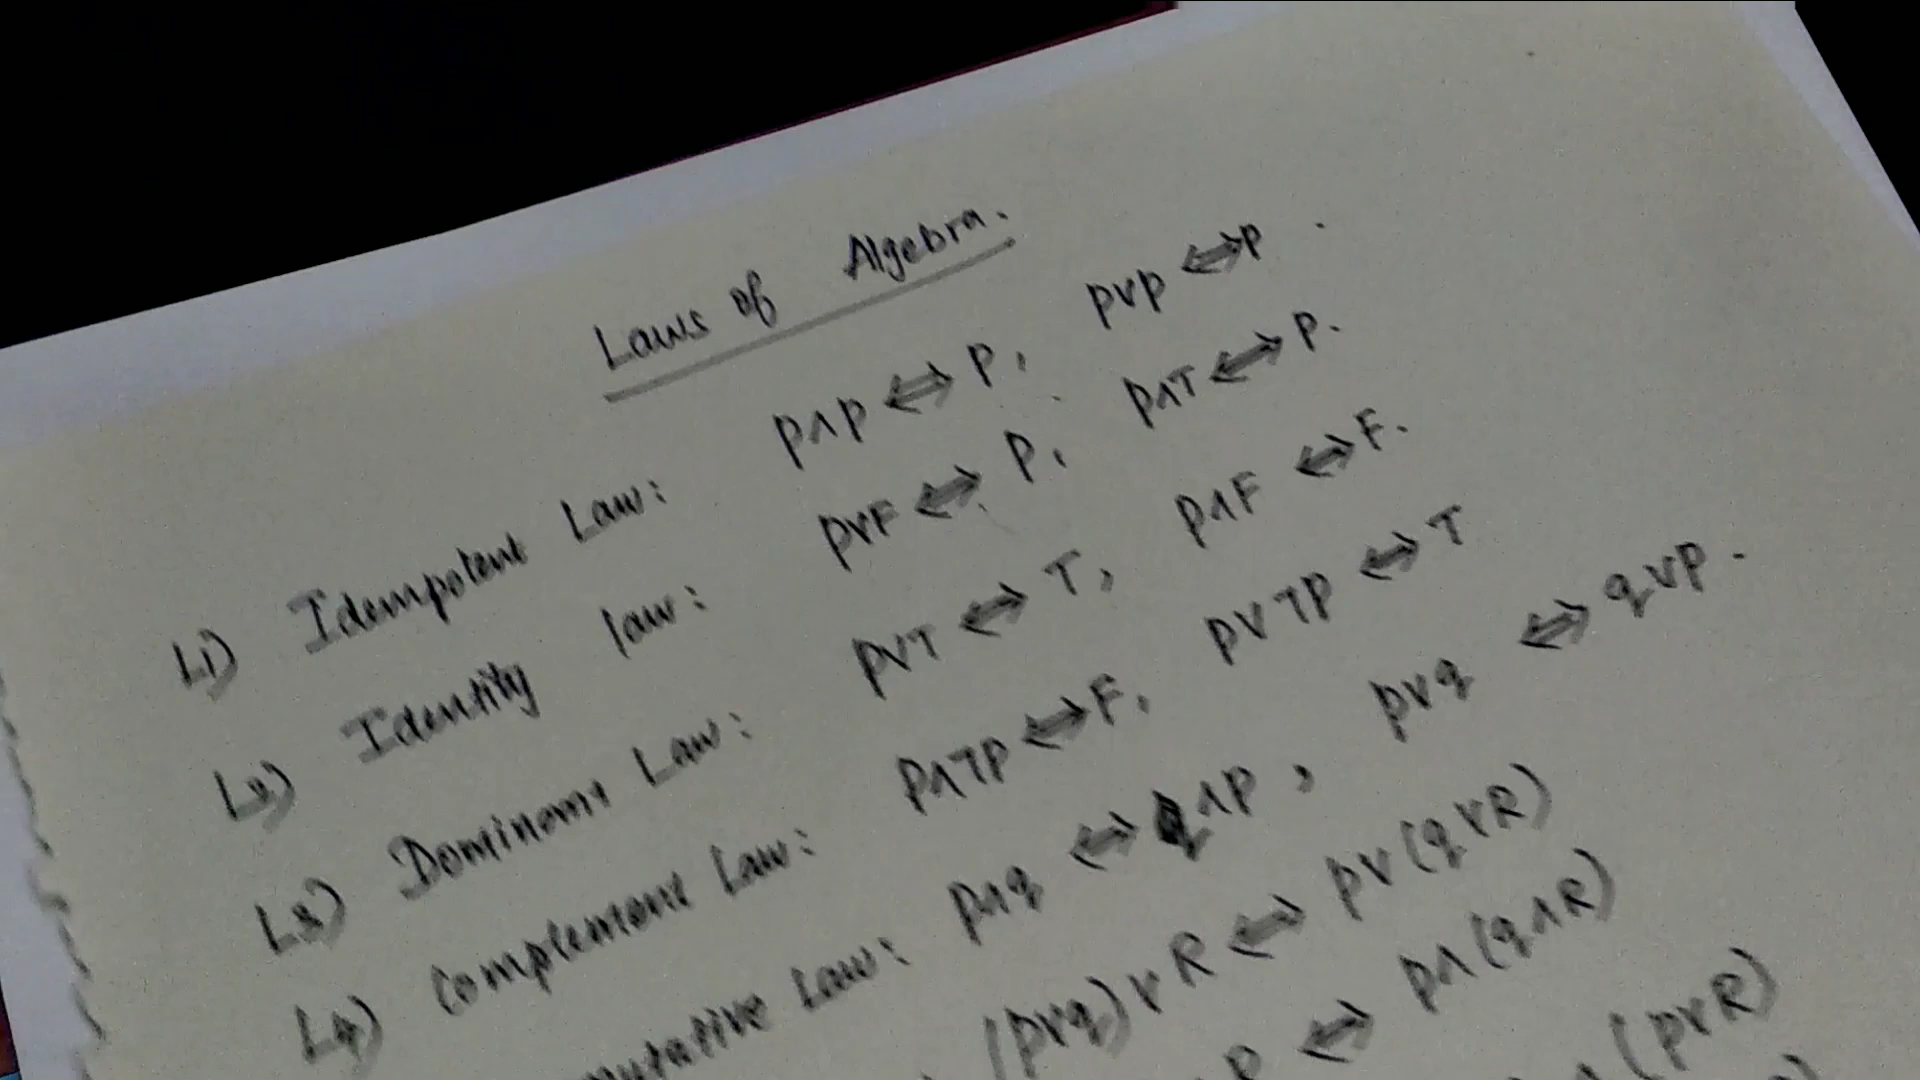 Laws of Algebra.
L1) Idempotent Law: p∧p ⇔ P, p∨p ⇔ P.
L2) Identity law: p∨F ⇔ P, p∧T ⇔ P.
L3) Dominant Law: p∨T ⇔ T, p∧F ⇔ F.
L4) Complement Law: p∧¬p ⇔ F, p∨¬p ⇔ T
Law: p∧q ⇔ q∧p, p∨q ⇔ q∨p.
(p∨q)∨R ⇔ p∨(q∨R)
⇔ p∧(q∧R)
(p∨R)